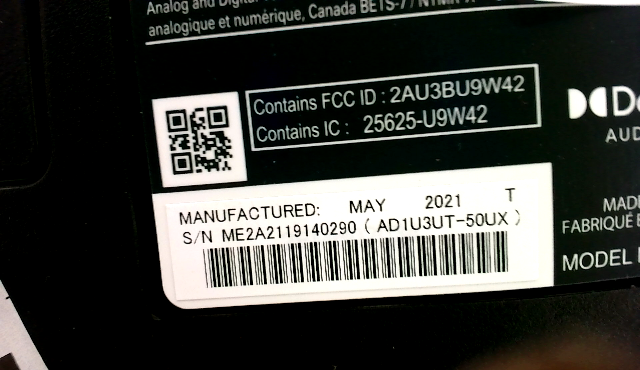 Analog and Digital
analogique et numérique, Canada BETS-7 / NTMR-
Contains FCC ID : 2AU3BU9W42
Contains IC : 25625-U9W42
MANUFACTURED: MAY 2021 T
S/N ME2A2119140290 ( AD1U3UT-50UX )
AUD
MADE
FABRIQUÉ E
MODEL